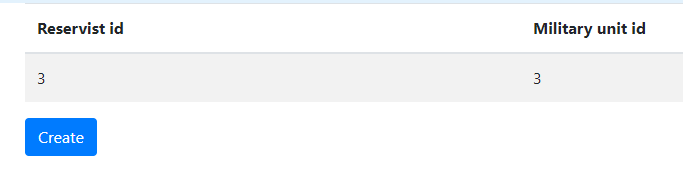 Reservist id Military unit id
3 3
Create